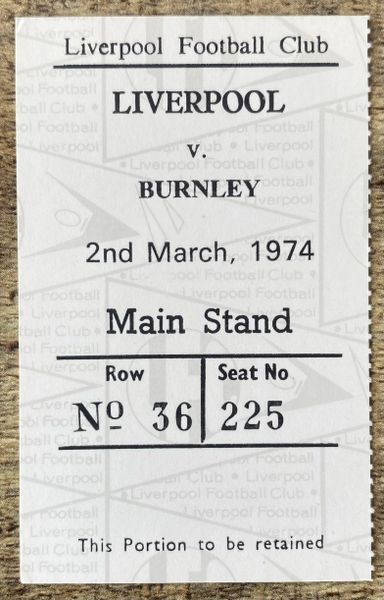 Liverpool Football Club
LIVERPOOL
v.
BURNLEY
2nd March, 1974
Main Stand
Row
Seat No
Nº 36
225
This Portion to be retained